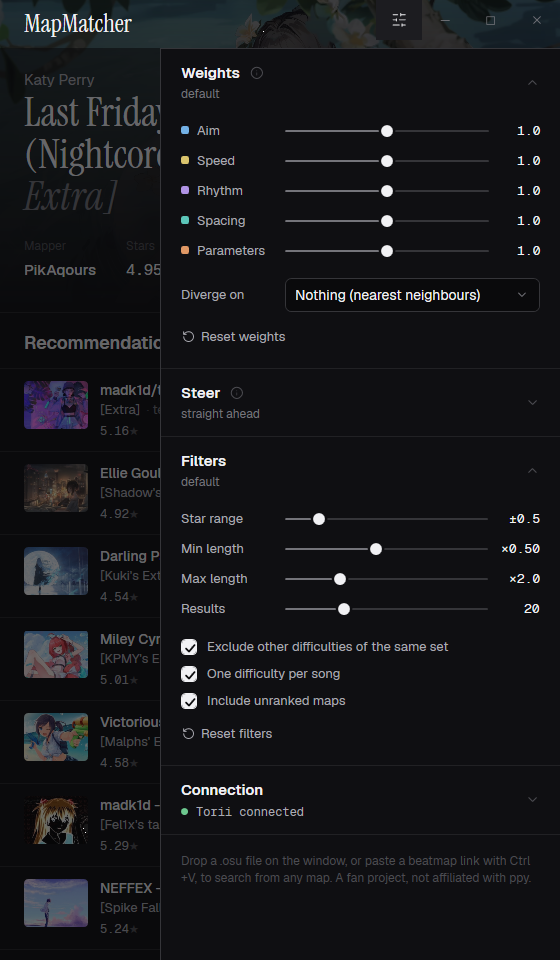 MapMatcher
Katy Perry
Last Friday
(Nightcore
Extra]
Mapper
Stars
PikAqours
4.95
Recommendatio
madk1d/t
[Extra] · te
5.16★
Ellie Goul
[Shadow's
4.92★
Darling P
[Kuki's Ext
4.54★
Miley Cyr
[KPMY's E
5.01★
Victorious
[Malphs' E
4.58★
madk1d -
[Fel1x's ta
5.29★
NEFFEX -
[Spike Fall
5.24★
Weights
default
Aim 1.0
Speed 1.0
Rhythm 1.0
Spacing 1.0
Parameters 1.0
Diverge on Nothing (nearest neighbours)
Reset weights
Steer
straight ahead
Filters
default
Star range ±0.5
Min length ×0.50
Max length ×2.0
Results 20
Exclude other difficulties of the same set
One difficulty per song
Include unranked maps
Reset filters
Connection
Torii connected
Drop a .osu file on the window, or paste a beatmap link with Ctrl
+V, to search from any map. A fan project, not affiliated with ppy.